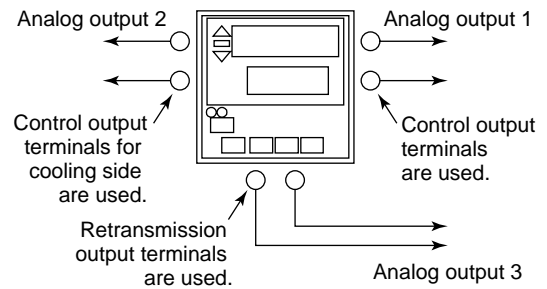 Analog output 2
Analog output 1
Control output
terminals for
cooling side
are used.
Control output
terminals
are used.
Retransmission
output terminals
are used.
Analog output 3